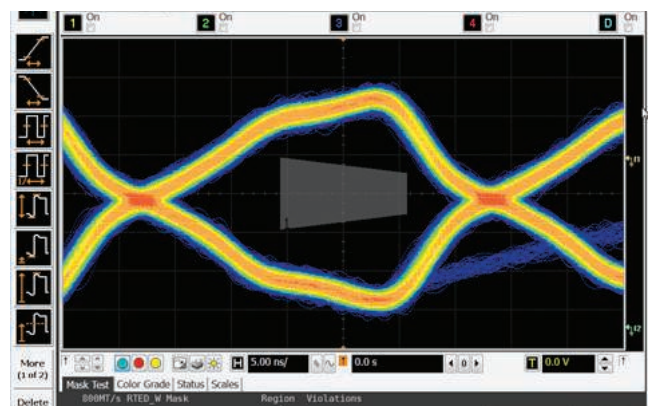 1 On 2 On 3 On 4 On D On
More
(1 of 2)
Delete
H 5.00 ns/ T 0.0 s 0 T 0.0 V
Mask Test Color Grade Status Scales
800MT/s RTED_W Mask Region Violations